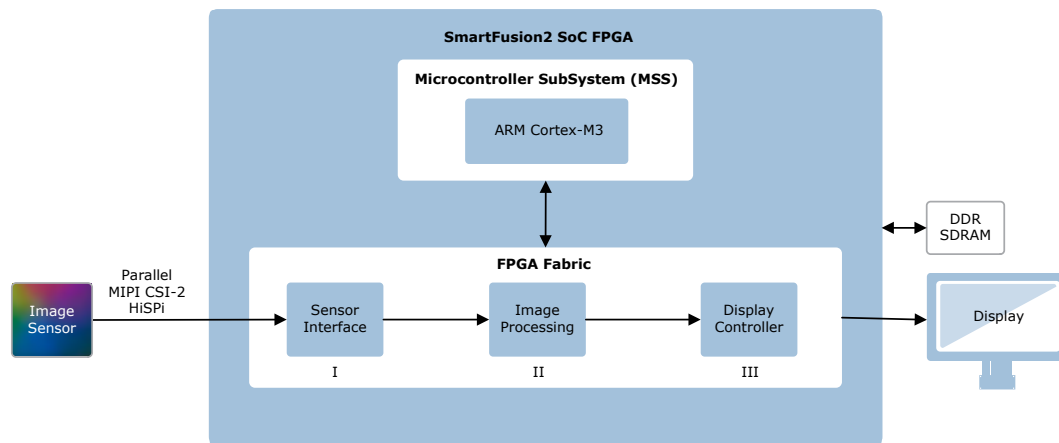 SmartFusion2 SoC FPGA
Microcontroller SubSystem (MSS)
ARM Cortex-M3
DDR
SDRAM
FPGA Fabric
Parallel
MIPI CSI-2
HiSPi
Image
Sensor
Sensor
Interface
Image
Processing
Display
Controller
Display
I
II
III